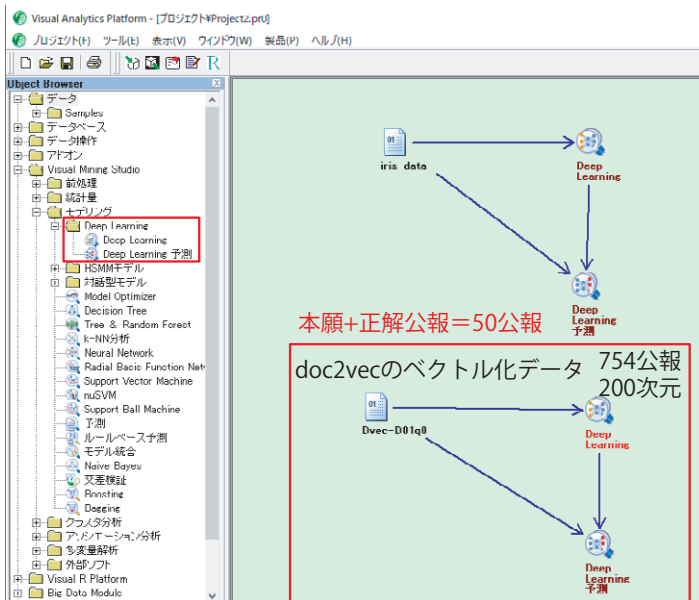 Visual Analytics Platform - [プロジェクト¥Project2.pr0]
プロジェクト(F) ツール(E) 表示(V) ウインドウ(W) 製品(P) ヘルプ(H)
Object Browser
データ
Samples
データベース
データ操作
アドオン
Visual Mining Studio
前処理
統計量
モデリング
Deep Learning
Deep Learning
Deep Learning 予測
HSMMモデル
対話型モデル
Model Optimizer
Decision Tree
Tree & Random Forest
k-NN分析
Neural Network
Radial Basic Function Netw
Support Vector Machine
nuSVM
Support Ball Machine
予測
ルールベース予測
モデル統合
Naive Bayes
交差検証
Boosting
Bagging
クラスタ分析
アソシエーション分析
多変量解析
外部ソフト
Visual R Platform
Big Data Module
iris data
Deep
Learning
Deep
Learning
予測
本願+正解公報＝50公報
doc2vecのベクトル化データ 754公報
200次元
Dvec-D01q0
Deep
Learning
Deep
Learning
予測